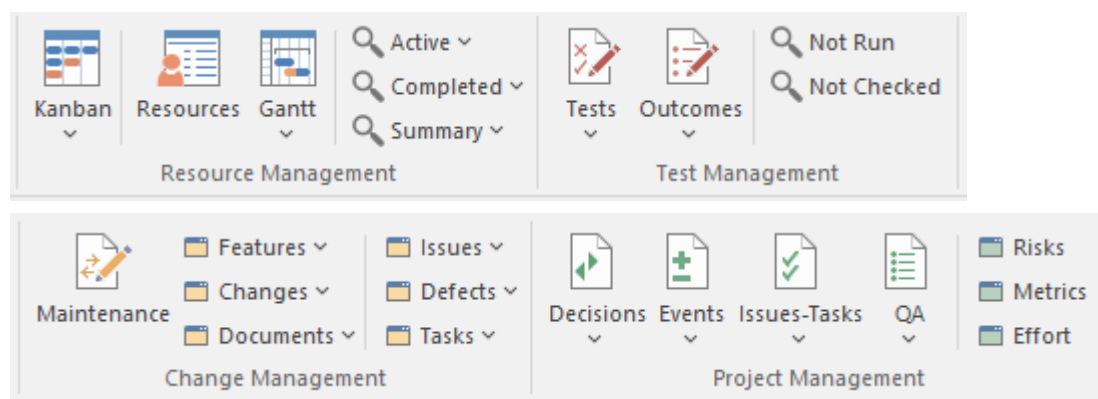 Kanban
Resources
Gantt
Active
Completed
Summary
Resource Management
Tests
Outcomes
Not Run
Not Checked
Test Management
Maintenance
Features
Changes
Documents
Issues
Defects
Tasks
Change Management
Decisions
Events
Issues-Tasks
QA
Risks
Metrics
Effort
Project Management